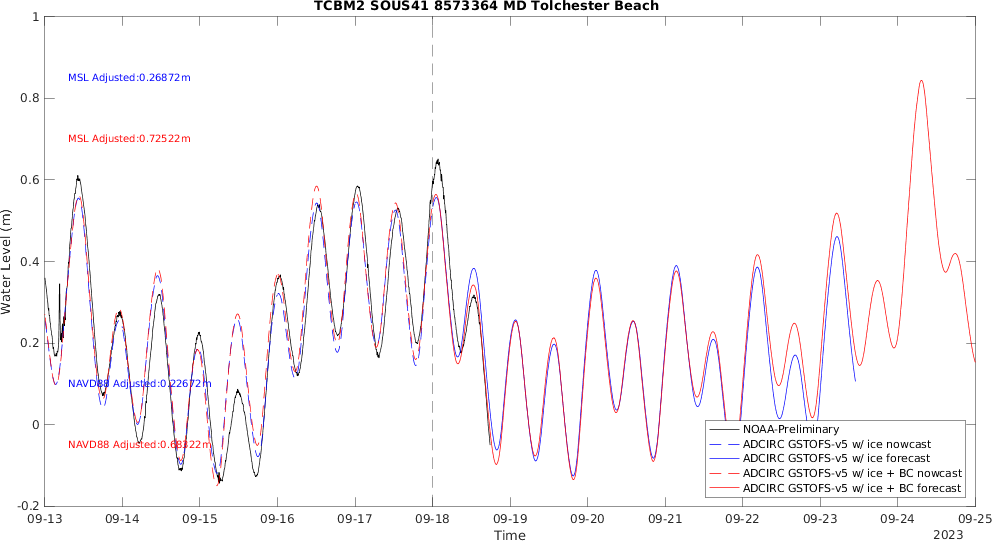 TCBM2 SOUS41 8573364 MD Tolchester Beach
1
0.8
0.6
0.4
0.2
0
-0.2
Water Level (m)
MSL Adjusted:0.26872m
MSL Adjusted:0.72522m
NAVD88 Adjusted:0.22672m
NAVD88 Adjusted:0.68322m
NOAA-Preliminary
ADCIRC GSTOFS-v5 w/ ice nowcast
ADCIRC GSTOFS-v5 w/ ice forecast
ADCIRC GSTOFS-v5 w/ ice + BC nowcast
ADCIRC GSTOFS-v5 w/ ice + BC forecast
09-13 09-14 09-15 09-16 09-17 09-18 09-19 09-20 09-21 09-22 09-23 09-24 09-25
Time 2023